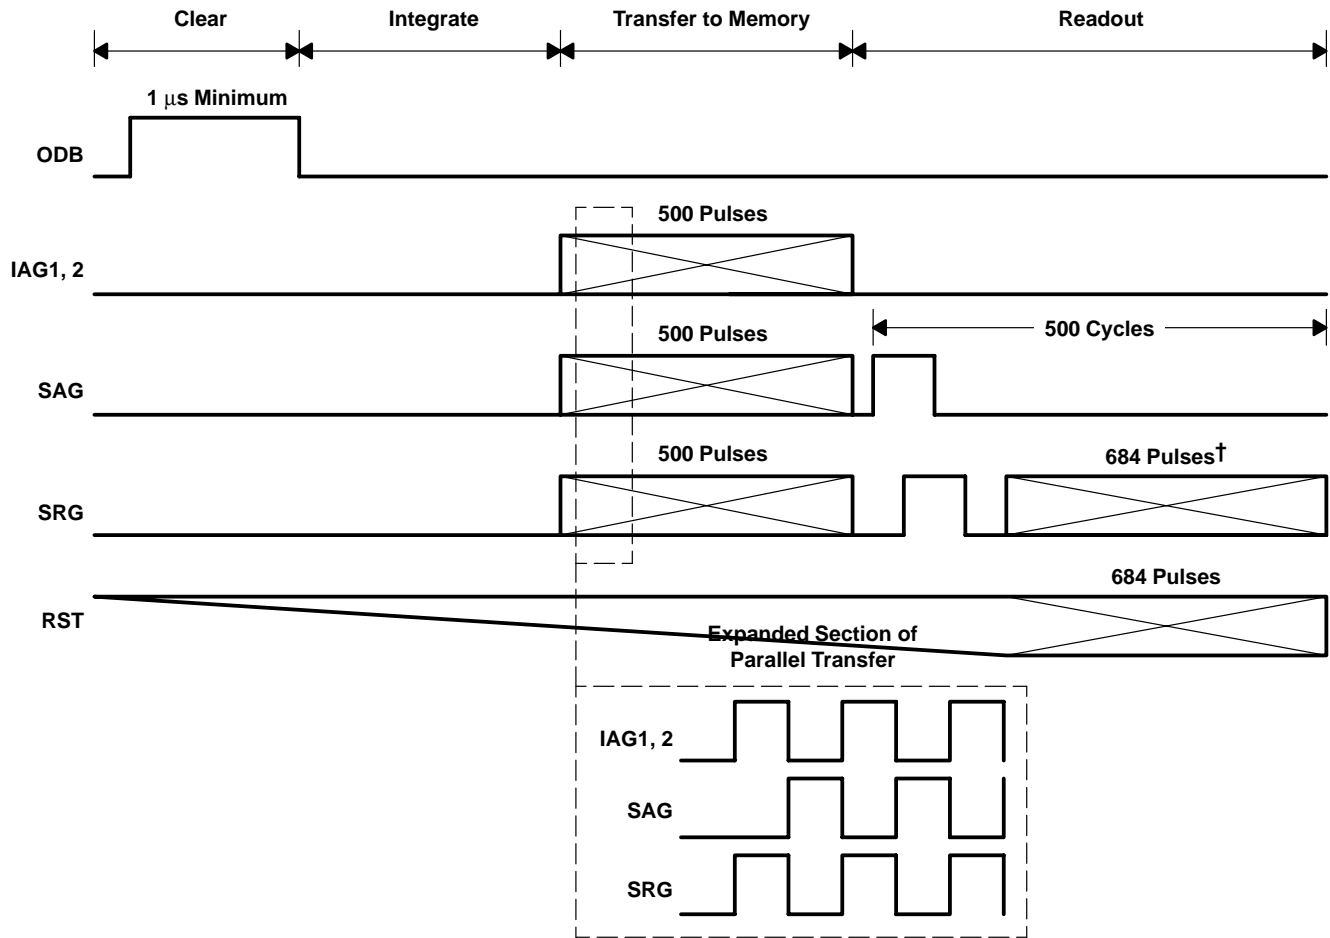 Clear
Integrate
Transfer to Memory
Readout
1 μs Minimum
ODB
500 Pulses
IAG1, 2
500 Cycles
500 Pulses
SAG
500 Pulses
684 Pulses†
SRG
684 Pulses
RST
Expanded Section of
Parallel Transfer
IAG1, 2
SAG
SRG